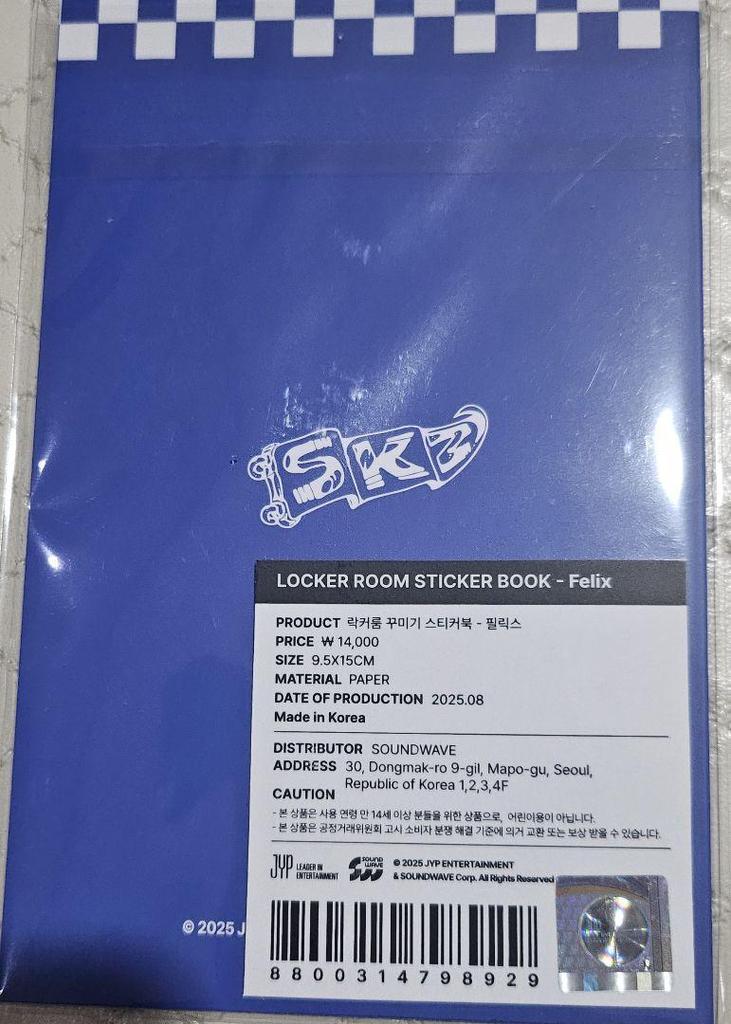 SKZ
LOCKER ROOM STICKER BOOK - Felix
PRODUCT 락커룸 꾸미기 스티커북 - 필릭스
PRICE ₩ 14,000
SIZE 9.5X15CM
MATERIAL PAPER
DATE OF PRODUCTION 2025.08
Made in Korea
DISTRIBUTOR SOUNDWAVE
ADDRESS 30, Dongmak-ro 9-gil, Mapo-gu, Seoul,
Republic of Korea 1,2,3,4F
CAUTION
- 본 상품은 사용 연령 만 14세 이상 분들을 위한 상품으로, 어린이용이 아닙니다.
- 본 상품은 공정거래위원회 고시 소비자 분쟁 해결 기준에 의거 교환 또는 보상 받을 수 있습니다.
JYP LEADER IN
ENTERTAINMENT
SOUND
WAVE
© 2025 JYP ENTERTAINMENT
& SOUNDWAVE Corp. All Rights Reserved
© 2025 J
8800314798929